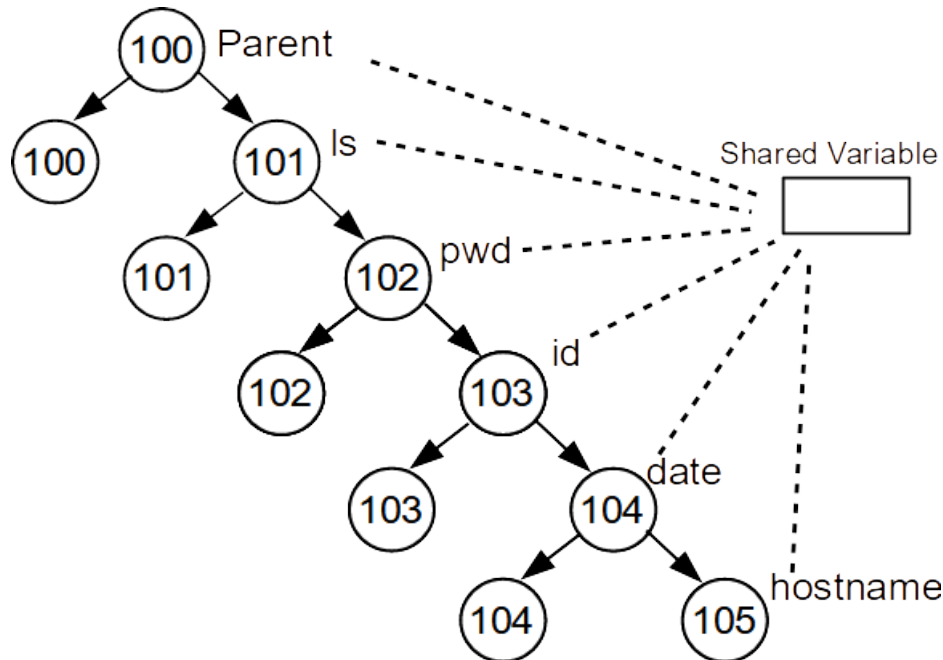 100 Parent
100
101 ls
Shared Variable
101
102 pwd
102
103 id
103
104 date
104
105 hostname